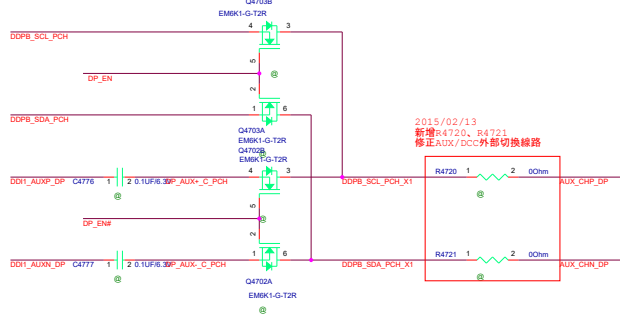 Q4703B
EM6K1-G-T2R
4 3
DDPB_SCL_PCH
5
@
DP_EN
2
1 6
DDPB_SDA_PCH
Q4703A
EM6K1-G-T2R
@
Q4702B
EM6K1-G-T2R
2015/02/13
新增R4720、R4721
修正AUX/DCC外部切換線路
DDI1_AUXP_DP C4776 1 2 0.1UF/6.3V DP_AUX+_C_PCH 4 3 DDPB_SCL_PCH_X1 R4720 1 2 0Ohm AUX_CHP_DP
@
@
5
@
DP_EN#
2
DDI1_AUXN_DP C4777 1 2 0.1UF/6.3V DP_AUX-_C_PCH 1 6 DDPB_SDA_PCH_X1 R4721 1 2 0Ohm AUX_CHN_DP
@
@
Q4702A
EM6K1-G-T2R
@